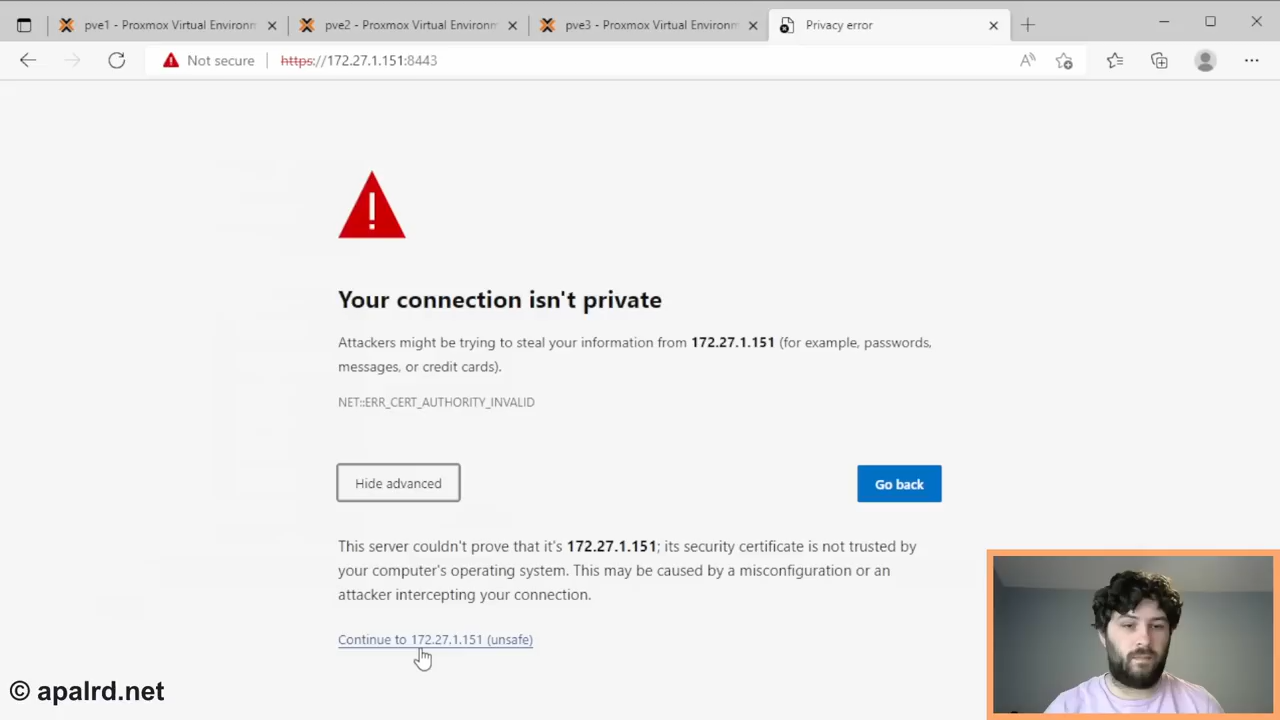 pve1 - Proxmox Virtual Environm
pve2 - Proxmox Virtual Environm
pve3 - Proxmox Virtual Environm
Privacy error
Not secure
https://172.27.1.151:8443
Your connection isn't private
Attackers might be trying to steal your information from 172.27.1.151 (for example, passwords,
messages, or credit cards).
NET::ERR_CERT_AUTHORITY_INVALID
Hide advanced
Go back
This server couldn't prove that it's 172.27.1.151; its security certificate is not trusted by
your computer's operating system. This may be caused by a misconfiguration or an
attacker intercepting your connection.
Continue to 172.27.1.151 (unsafe)
© apalrd.net